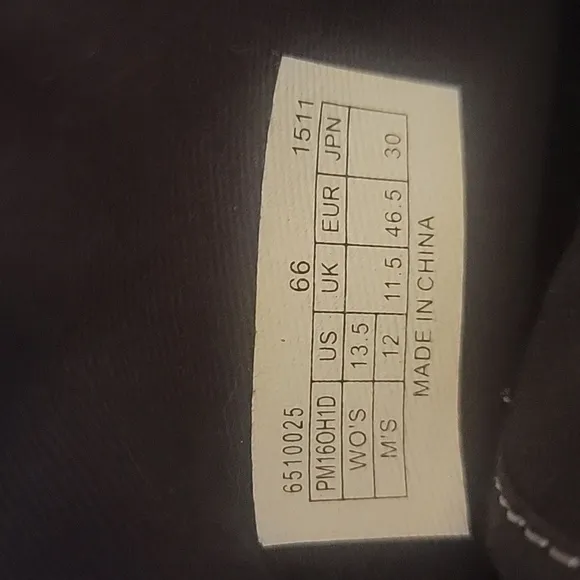 6510025 66 1511
PM16OH1D US UK EUR JPN
WO'S 13.5
M'S 12 11.5 46.5 30
MADE IN CHINA